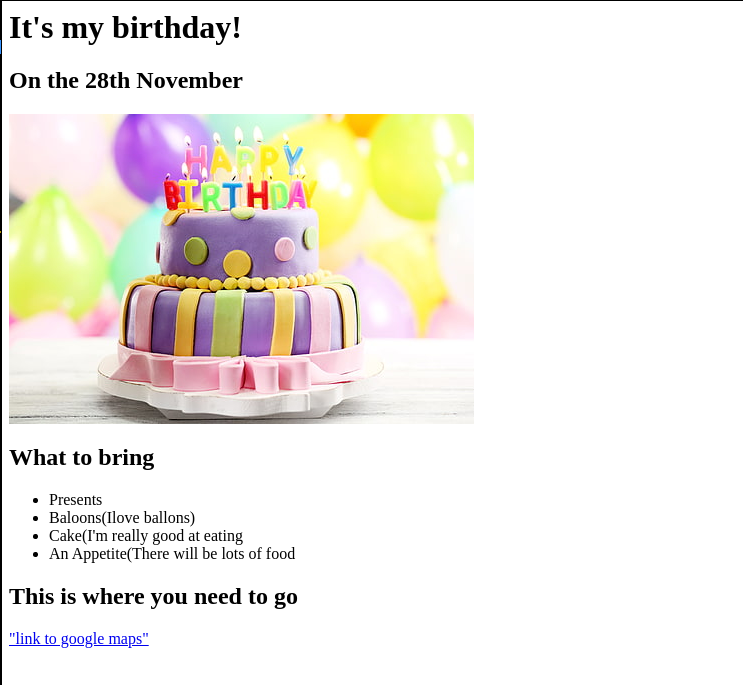 It's my birthday!
On the 28th November
HAPPY
BIRTHDAY
What to bring
Presents
Baloons(Ilove ballons)
Cake(I'm really good at eating
An Appetite(There will be lots of food
This is where you need to go
"link to google maps"